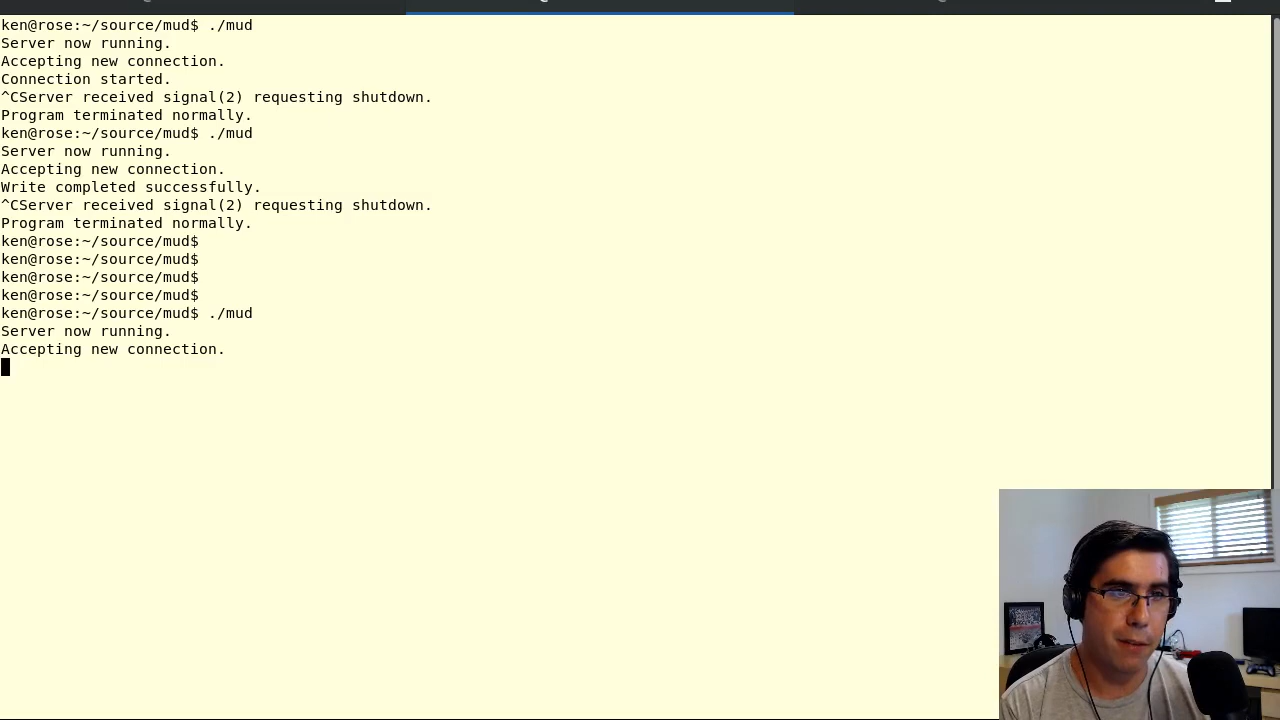 ken@rose:~/source/mud$ ./mud
Server now running.
Accepting new connection.
Connection started.
^CServer received signal(2) requesting shutdown.
Program terminated normally.
ken@rose:~/source/mud$ ./mud
Server now running.
Accepting new connection.
Write completed successfully.
^CServer received signal(2) requesting shutdown.
Program terminated normally.
ken@rose:~/source/mud$
ken@rose:~/source/mud$
ken@rose:~/source/mud$
ken@rose:~/source/mud$
ken@rose:~/source/mud$ ./mud
Server now running.
Accepting new connection.